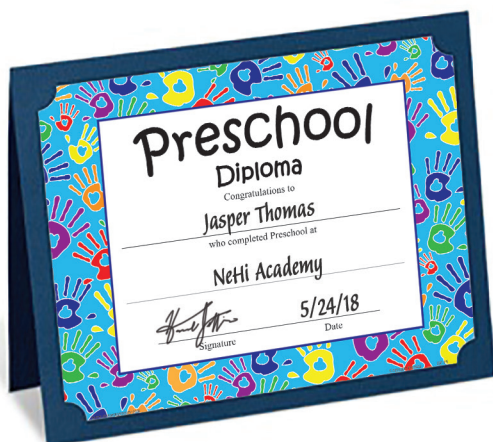 Preschool
Diploma
Congratulations to
Jasper Thomas
who completed Preschool at
NeHi Academy
5/24/18
Signature Date